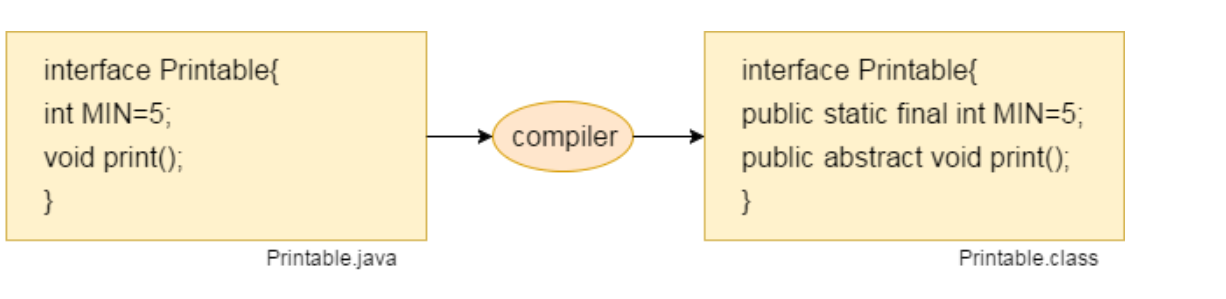 interface Printable{
int MIN=5;
void print();
}
Printable.java
compiler
interface Printable{
public static final int MIN=5;
public abstract void print();
}
Printable.class